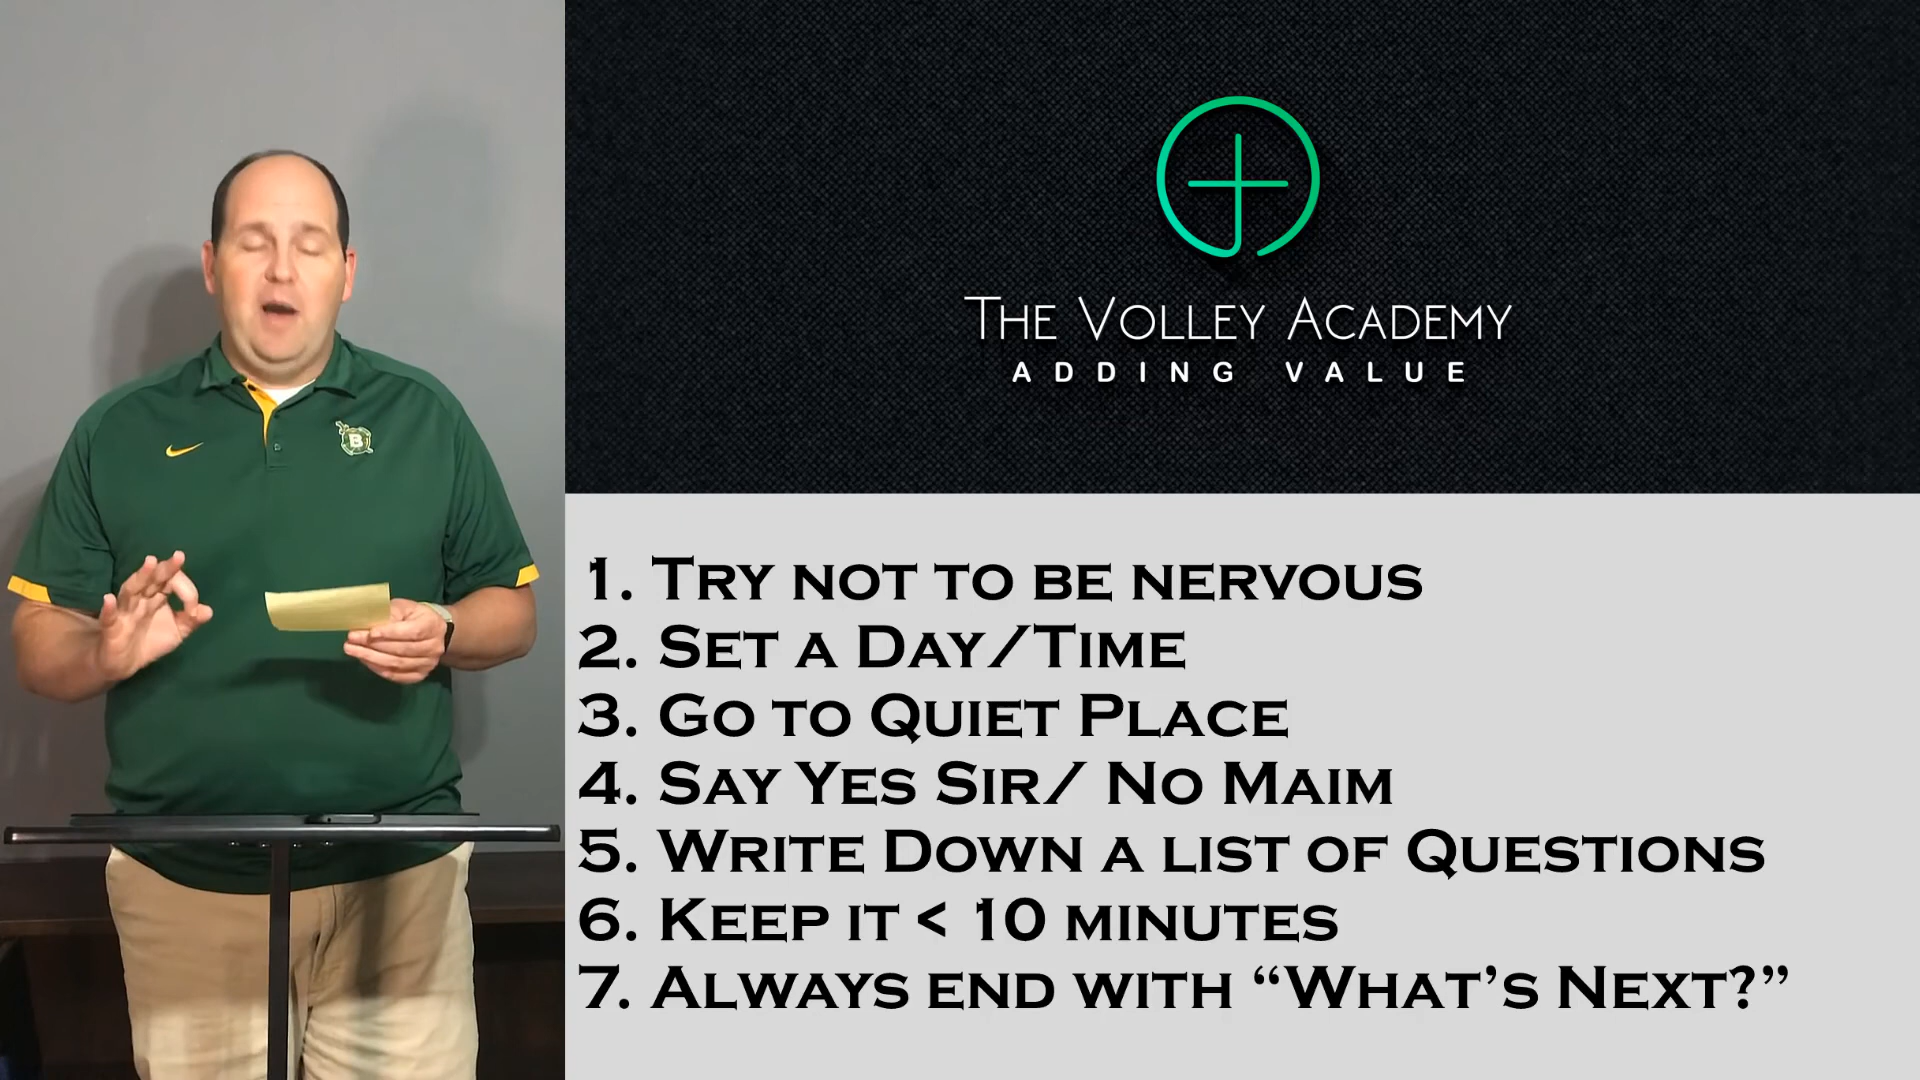 The Volley Academy
ADDING VALUE
B
1. Try not to be nervous
2. Set a Day/Time
3. Go to Quiet Place
4. Say Yes Sir/ No Maim
5. Write Down a list of Questions
6. Keep it < 10 minutes
7. Always end with “What’s Next?”